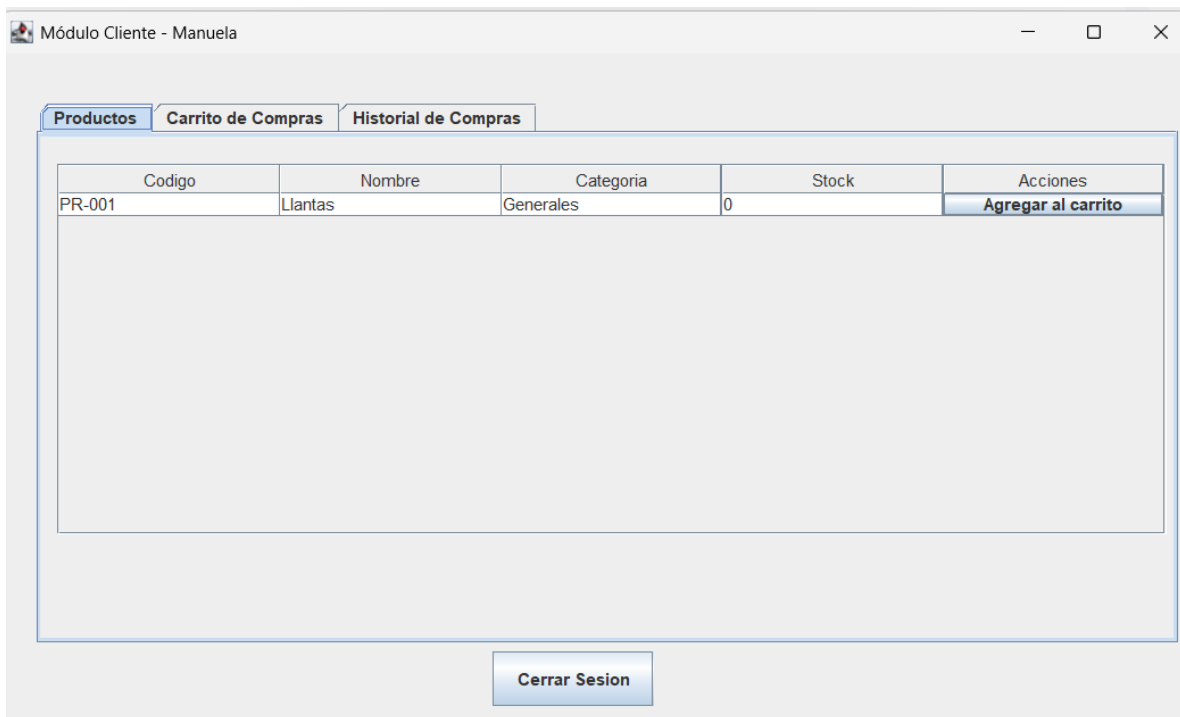 Módulo Cliente - Manuela
Productos Carrito de Compras Historial de Compras
Codigo Nombre Categoria Stock Acciones
PR-001 Llantas Generales 0 Agregar al carrito
Cerrar Sesion